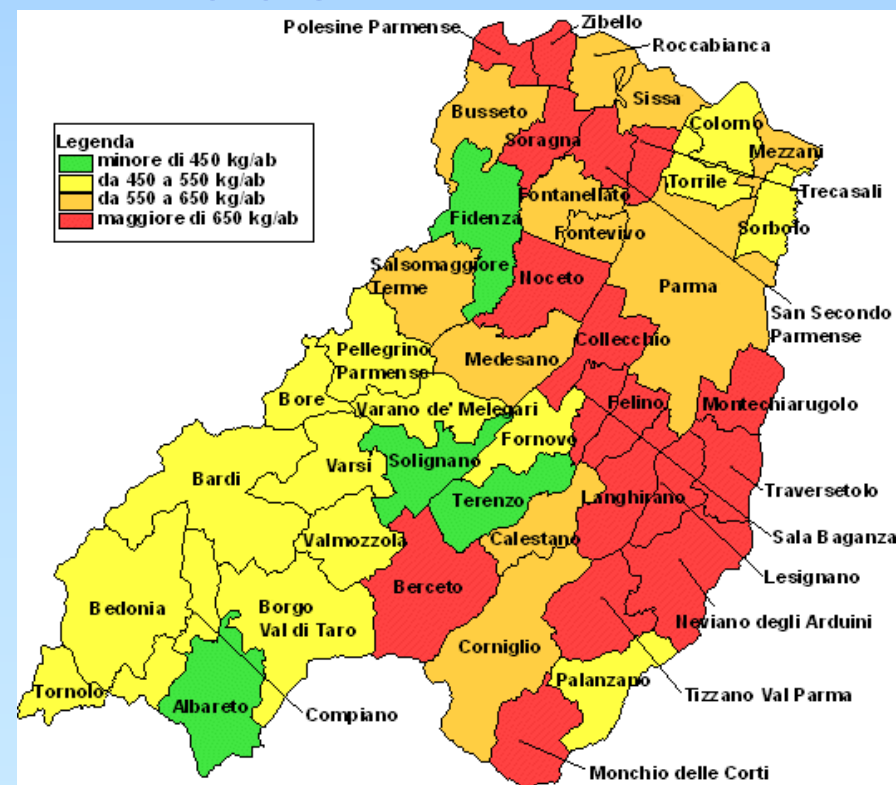 Zibello
Polesine Parmense
Roccabianca
Sissa
Busseto
Colorno
Soragna
Mezzani
Legenda
minore di 450 kg/ab
da 450 a 550 kg/ab
da 550 a 650 kg/ab
maggiore di 650 kg/ab
Torrile
Trecasali
Fontanellato
Fidenza
Sorbolo
Fontevivo
Salsomaggiore
Terme
Noceto
Parma
San Secondo
Parmense
Collecchio
Pellegrino
Parmense
Medesano
Bore
Felino
Montechiarugolo
Varano de' Melegari
Fornovo
Varsi
Solignano
Bardi
Traversetolo
Terenzo
Langhirano
Sala Baganza
Valmozzola
Calestano
Lesignano
Berceto
Bedonia
Borgo
Val di Taro
Neviano degli Arduini
Corniglio
Palanzapo
Tornolo
Tizzano Val Parma
Albareto
Compiano
Monchio delle Corti